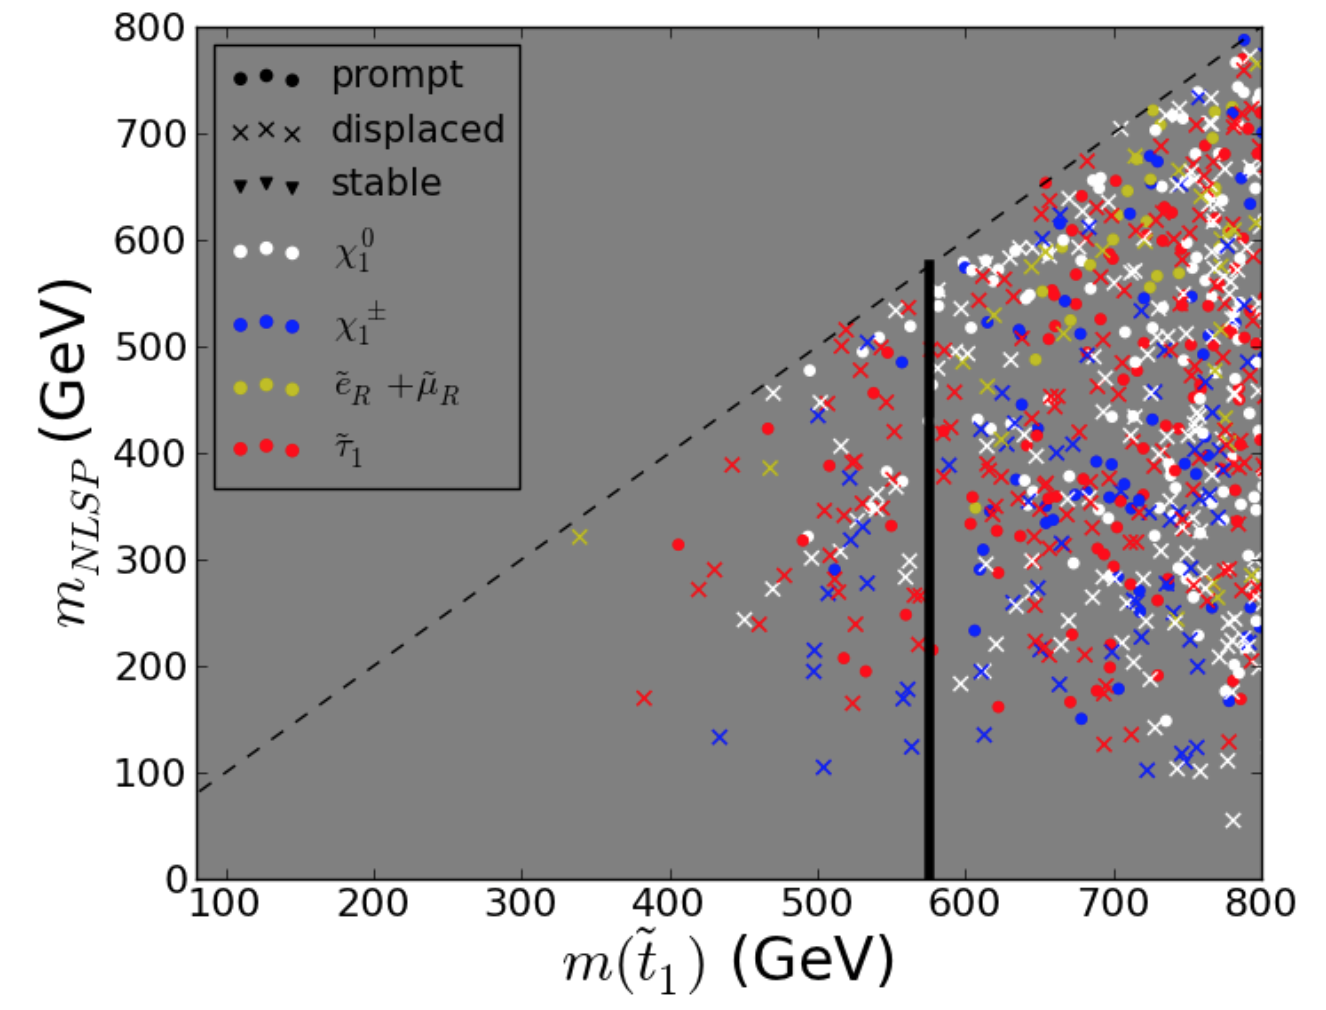 800
700
600
500
400
300
200
100
0
m_NLSP (GeV)
prompt
displaced
stable
χ₁⁰
χ₁^±
ẽ_R + μ̃_R
τ̃₁
100 200 300 400 500 600 700 800
m(t̃₁) (GeV)